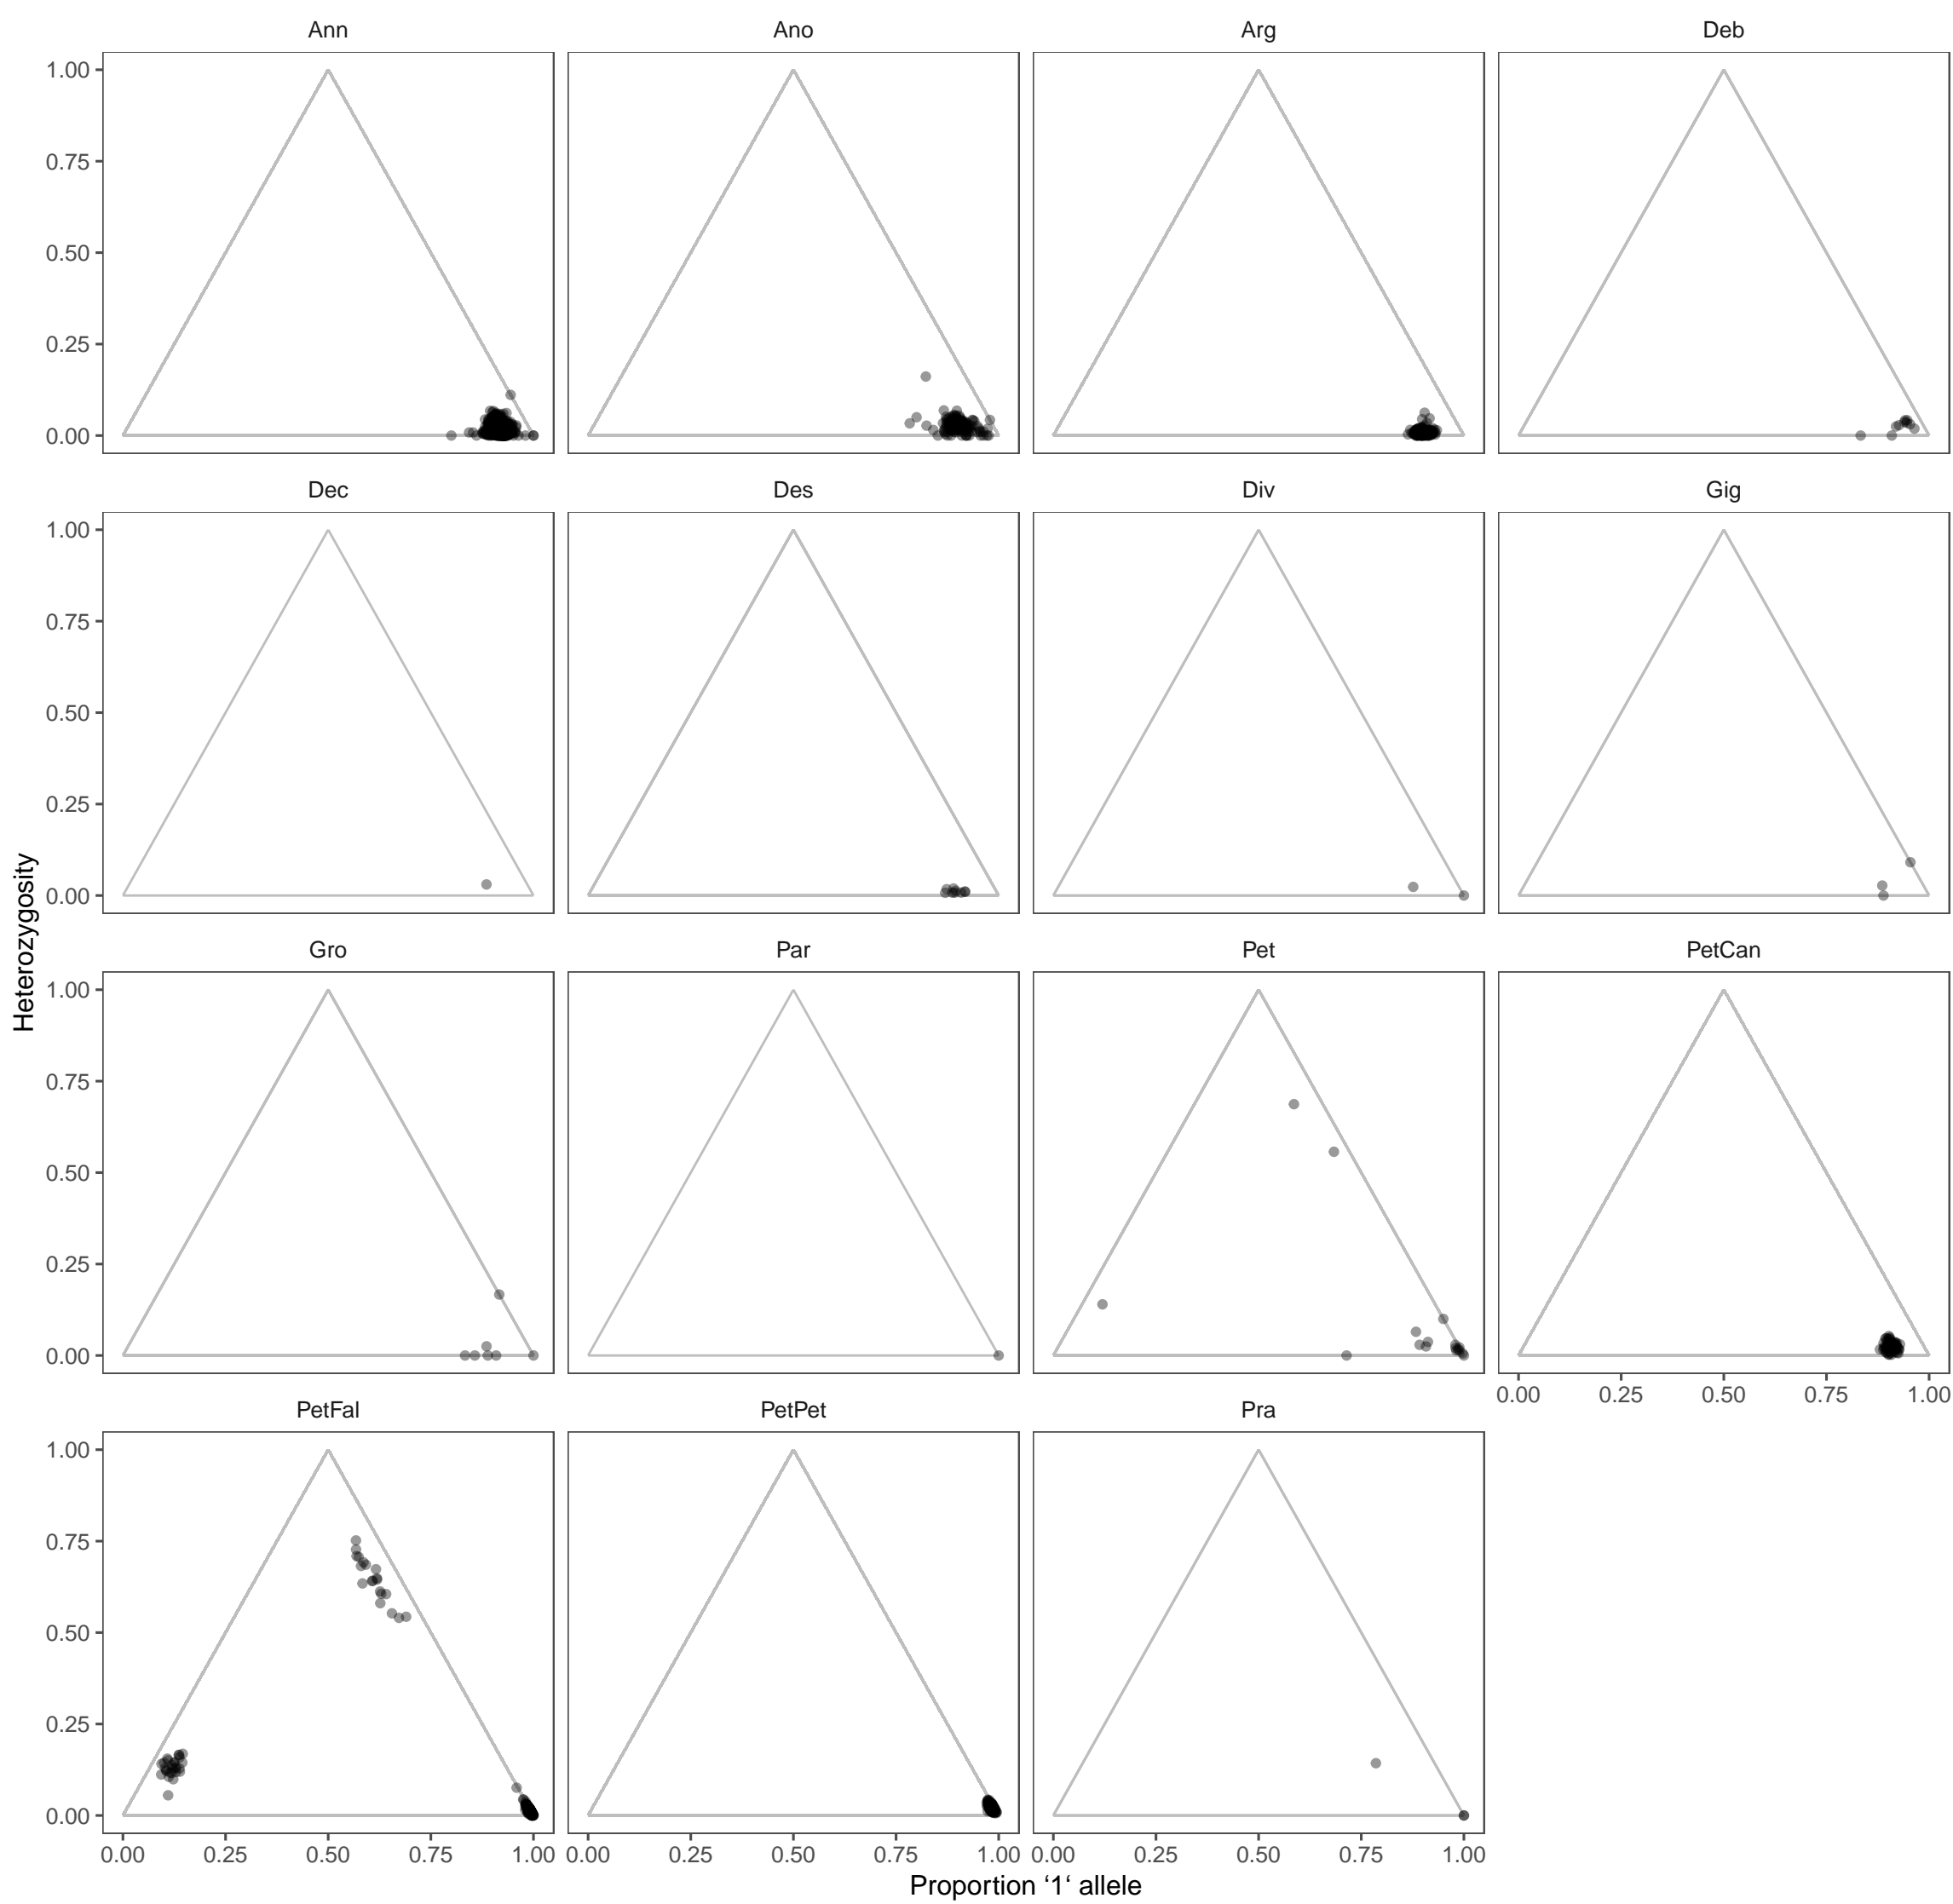 Ann Ano Arg Deb
1.00
0.75
0.50
0.25
0.00
Dec Des Div Gig
1.00
0.75
0.50
0.25
0.00
Heterozygosity
Gro Par Pet PetCan
1.00
0.75
0.50
0.25
0.00
0.00 0.25 0.50 0.75 1.00
PetFal PetPet Pra
1.00
0.75
0.50
0.25
0.00
0.00 0.25 0.50 0.75 1.00 0.00 0.25 0.50 0.75 1.00 0.00 0.25 0.50 0.75 1.00
Proportion ‘1‘ allele